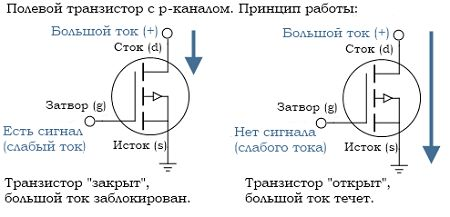 Полевой транзистор с p-каналом. Принцип работы:
Большой ток (+)
Сток (d)
Затвор (g)
Есть сигнал
(слабый ток)
Исток (s)
Транзистор "закрыт",
большой ток заблокирован.
Большой ток (+)
Сток (d)
Затвор (g)
Нет сигнала
(слабого тока)
Исток (s)
Транзистор "открыт",
большой ток течет.